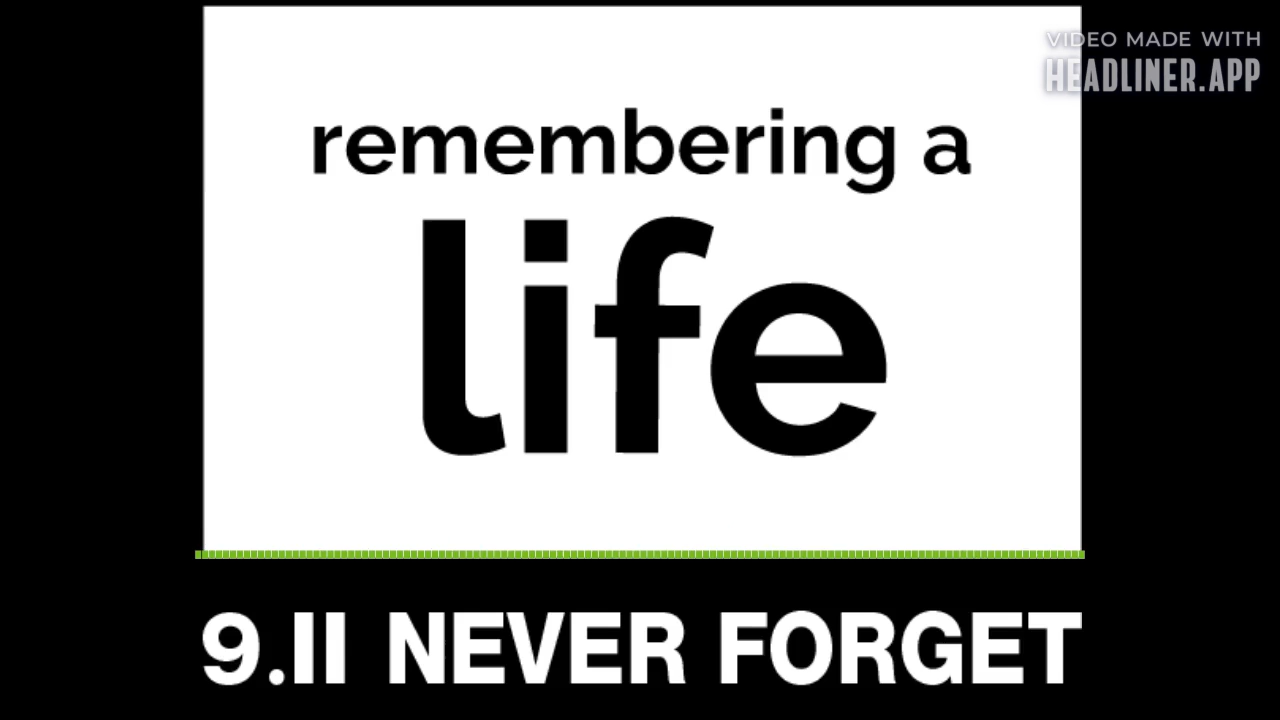 VIDEO MADE WITH
HEADLINER.APP
remembering a
life
9.II NEVER FORGET